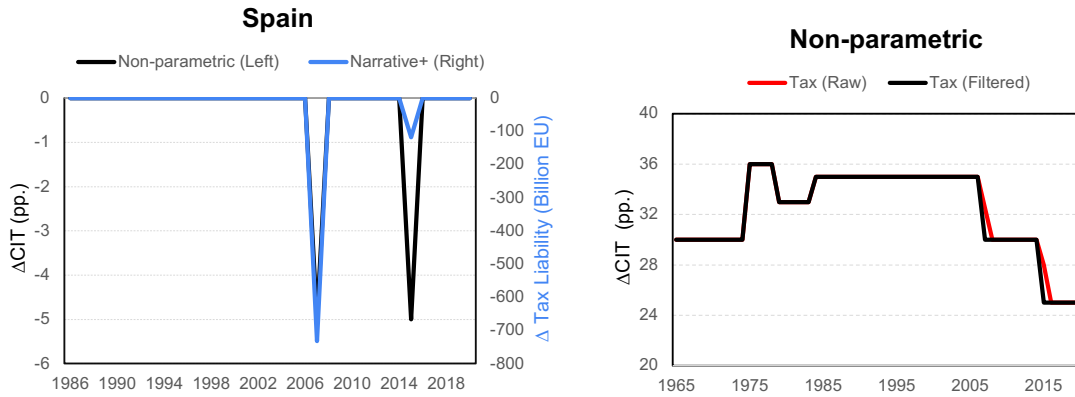 Spain
Non-parametric (Left) Narrative+ (Right)
0
-1
-2
-3
-4
-5
-6
ΔCIT (pp.)
0
-100
-200
-300
-400
-500
-600
-700
-800
Δ Tax Liability (Billion EU)
1986 1990 1994 1998 2002 2006 2010 2014 2018
Non-parametric
Tax (Raw) Tax (Filtered)
40
36
32
28
24
20
ΔCIT (pp.)
1965 1975 1985 1995 2005 2015